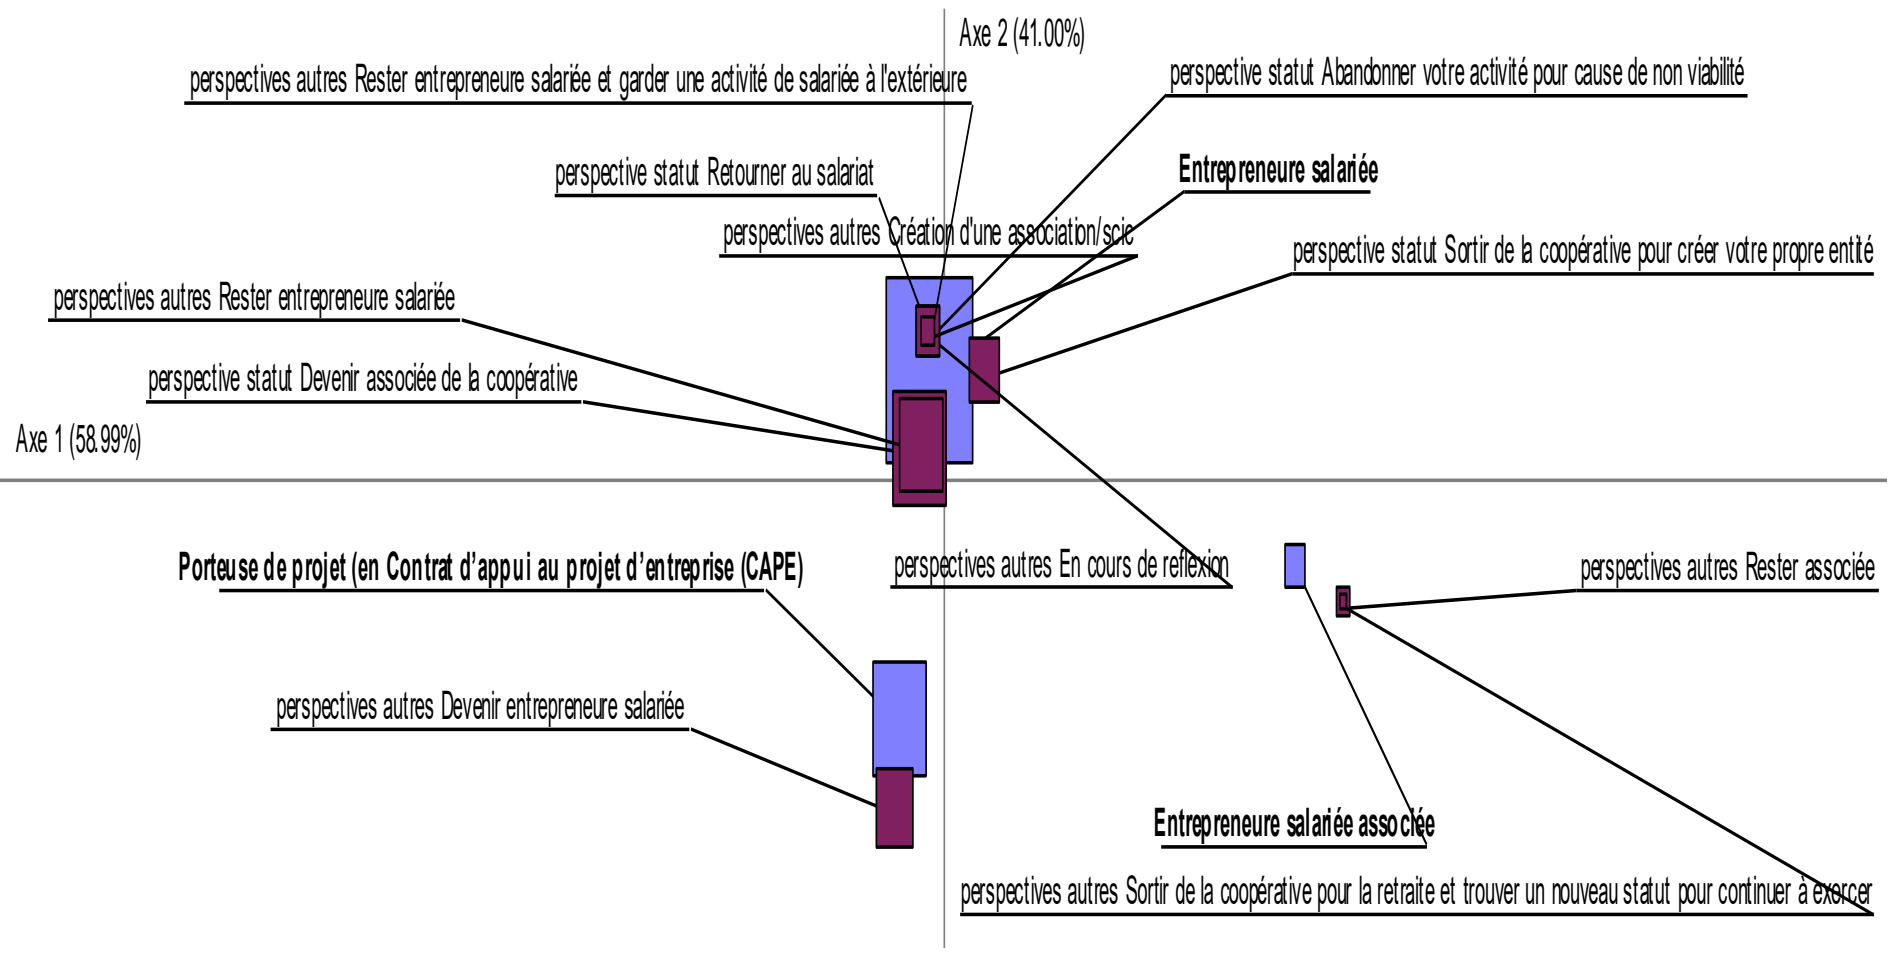 Axe 2 (41.00%)
perspectives autres Rester entrepreneure salariée et garder une activité de salariée à l'extérieure
perspective statut Abandonner votre activité pour cause de non viabilité
perspective statut Retourner au salariat
Entrepreneure salariée
perspectives autres Création d'une association/scic
perspective statut Sortir de la coopérative pour créer votre propre entité
perspectives autres Rester entrepreneure salariée
perspective statut Devenir associée de la coopérative
Axe 1 (58.99%)
Porteuse de projet (en Contrat d’appui au projet d’entreprise (CAPE)
perspectives autres En cours de reflexion
perspectives autres Rester associée
perspectives autres Devenir entrepreneure salariée
Entrepreneure salariée associée
perspectives autres Sortir de la coopérative pour la retraite et trouver un nouveau statut pour continuer à exercer